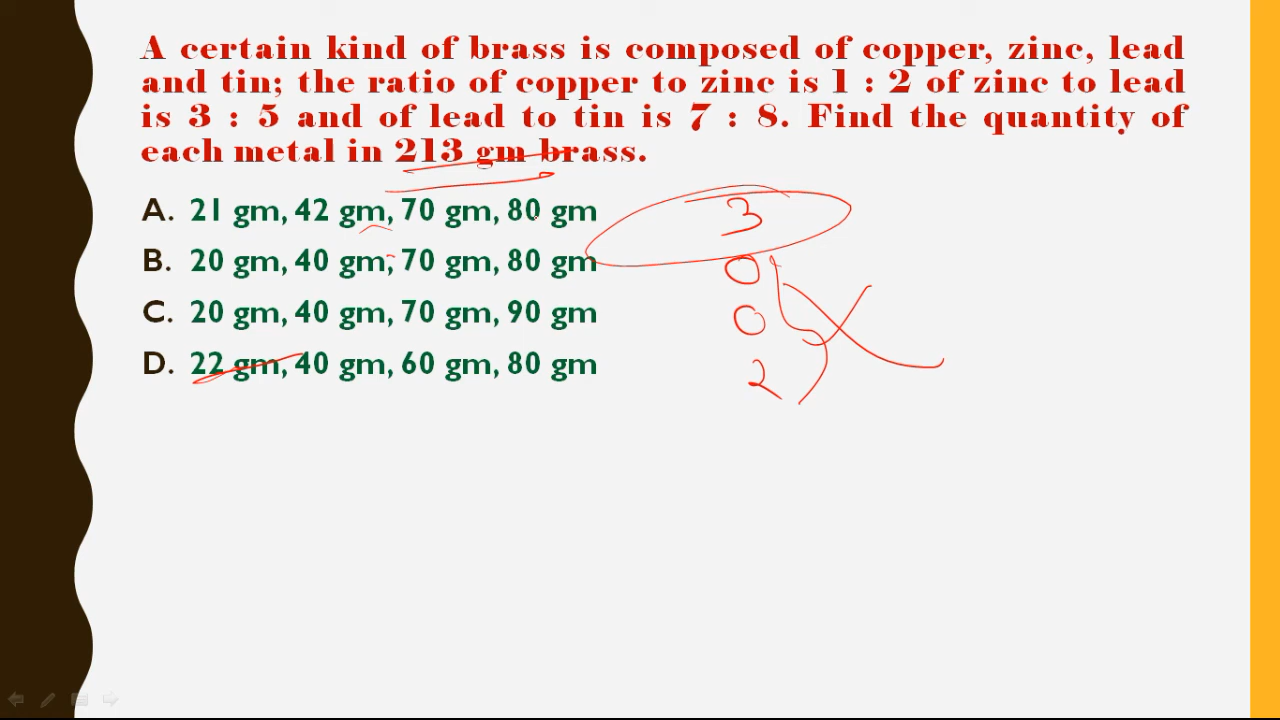 A certain kind of brass is composed of copper, zinc, lead
and tin; the ratio of copper to zinc is 1 : 2 of zinc to lead
is 3 : 5 and of lead to tin is 7 : 8. Find the quantity of
each metal in 213 gm brass.
A. 21 gm, 42 gm, 70 gm, 80 gm
3
B. 20 gm, 40 gm, 70 gm, 80 gm
0
C. 20 gm, 40 gm, 70 gm, 90 gm
0
D. 22 gm, 40 gm, 60 gm, 80 gm
2